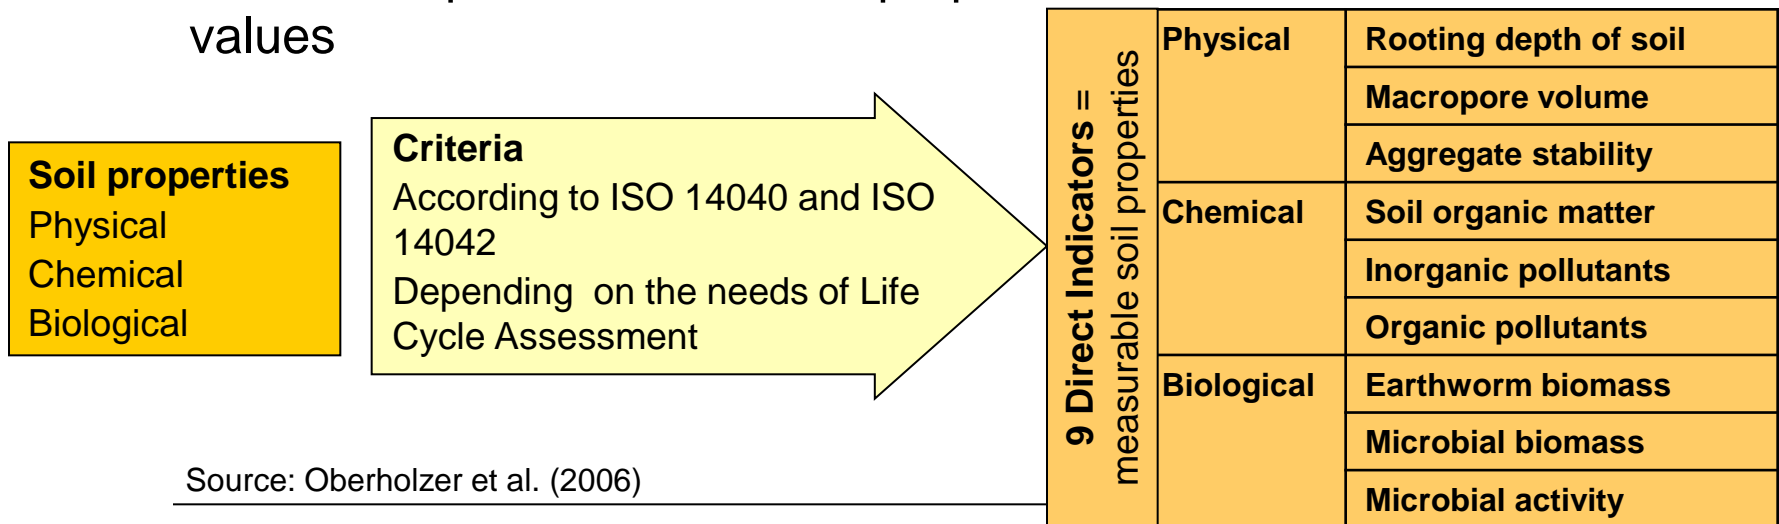 values
Soil properties
Physical
Chemical
Biological
Criteria
According to ISO 14040 and ISO
14042
Depending on the needs of Life
Cycle Assessment
9 Direct Indicators =
measurable soil properties
Physical
Rooting depth of soil
Macropore volume
Aggregate stability
Chemical
Soil organic matter
Inorganic pollutants
Organic pollutants
Biological
Earthworm biomass
Microbial biomass
Microbial activity
Source: Oberholzer et al. (2006)